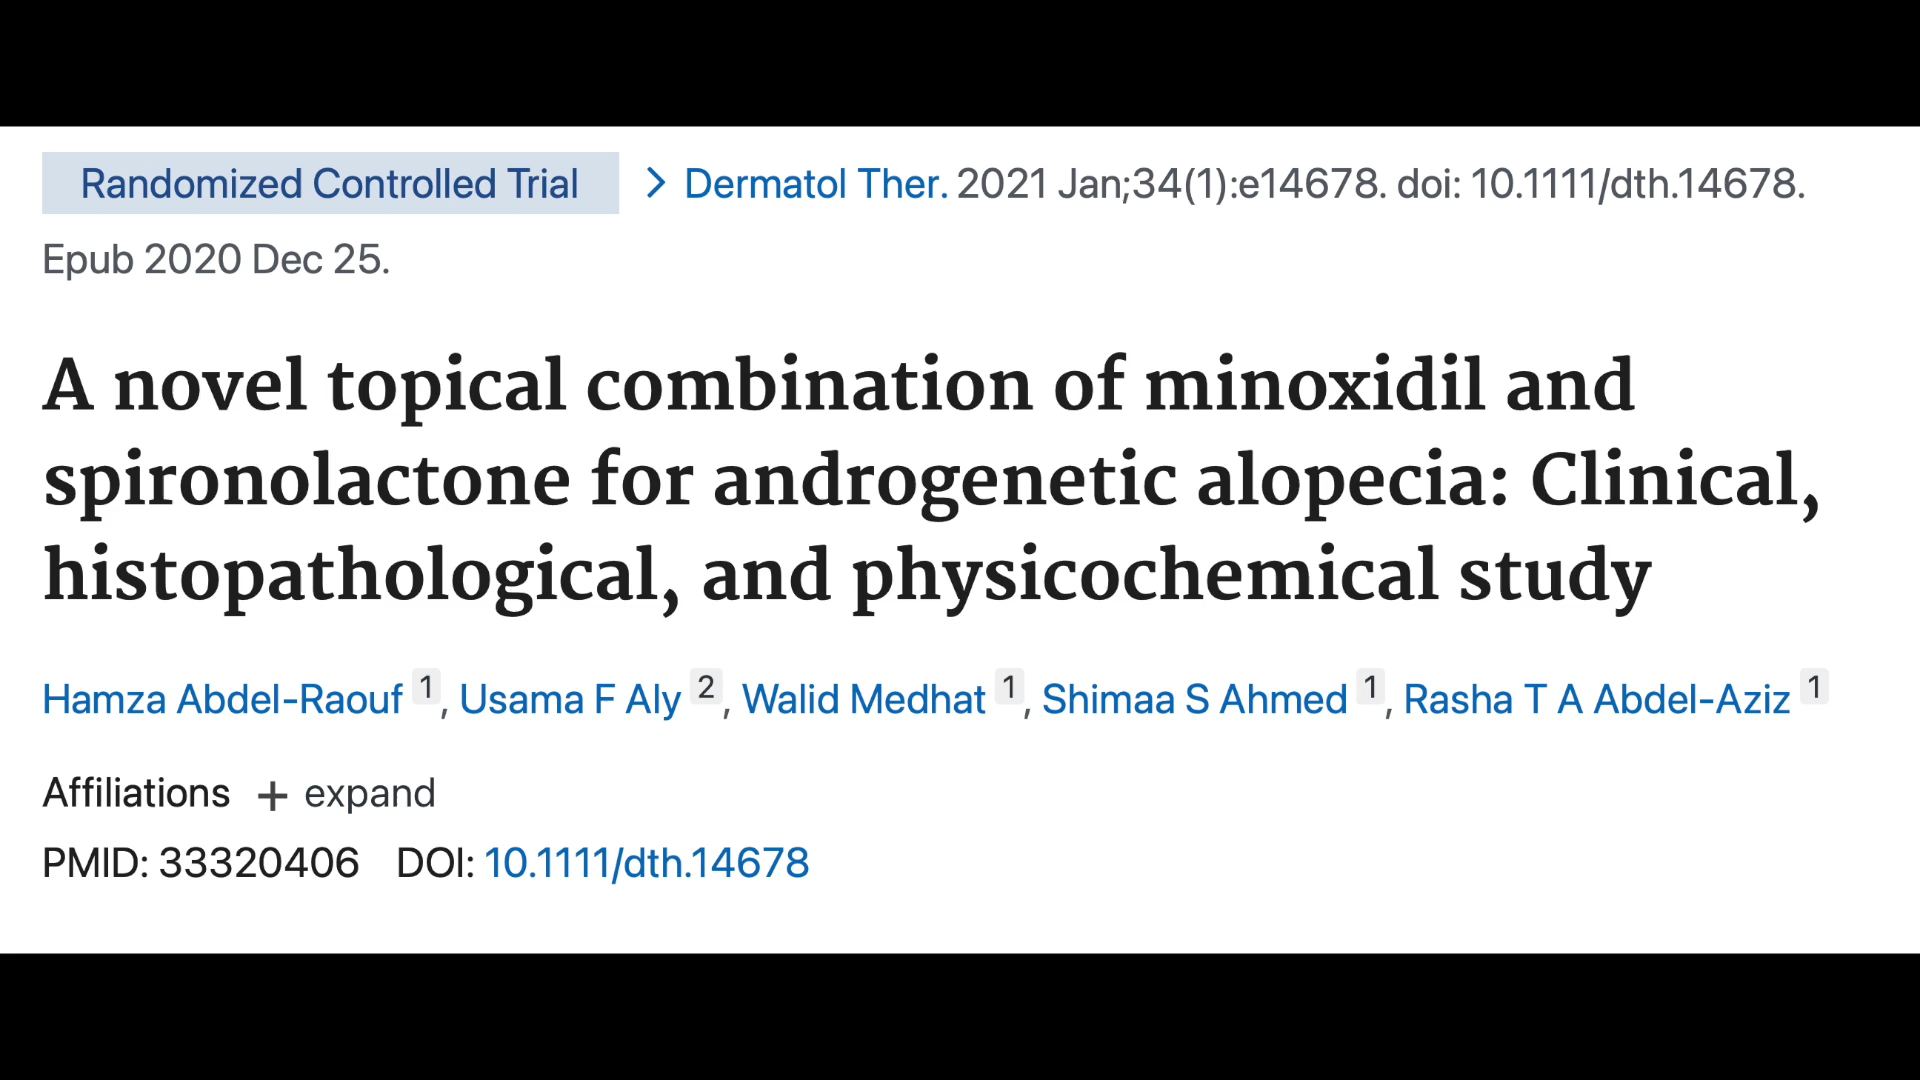 Randomized Controlled Trial > Dermatol Ther. 2021 Jan;34(1):e14678. doi: 10.1111/dth.14678.
Epub 2020 Dec 25.
A novel topical combination of minoxidil and
spironolactone for androgenetic alopecia: Clinical,
histopathological, and physicochemical study
Hamza Abdel-Raouf 1, Usama F Aly 2, Walid Medhat 1, Shimaa S Ahmed 1, Rasha T A Abdel-Aziz 1
Affiliations + expand
PMID: 33320406 DOI: 10.1111/dth.14678